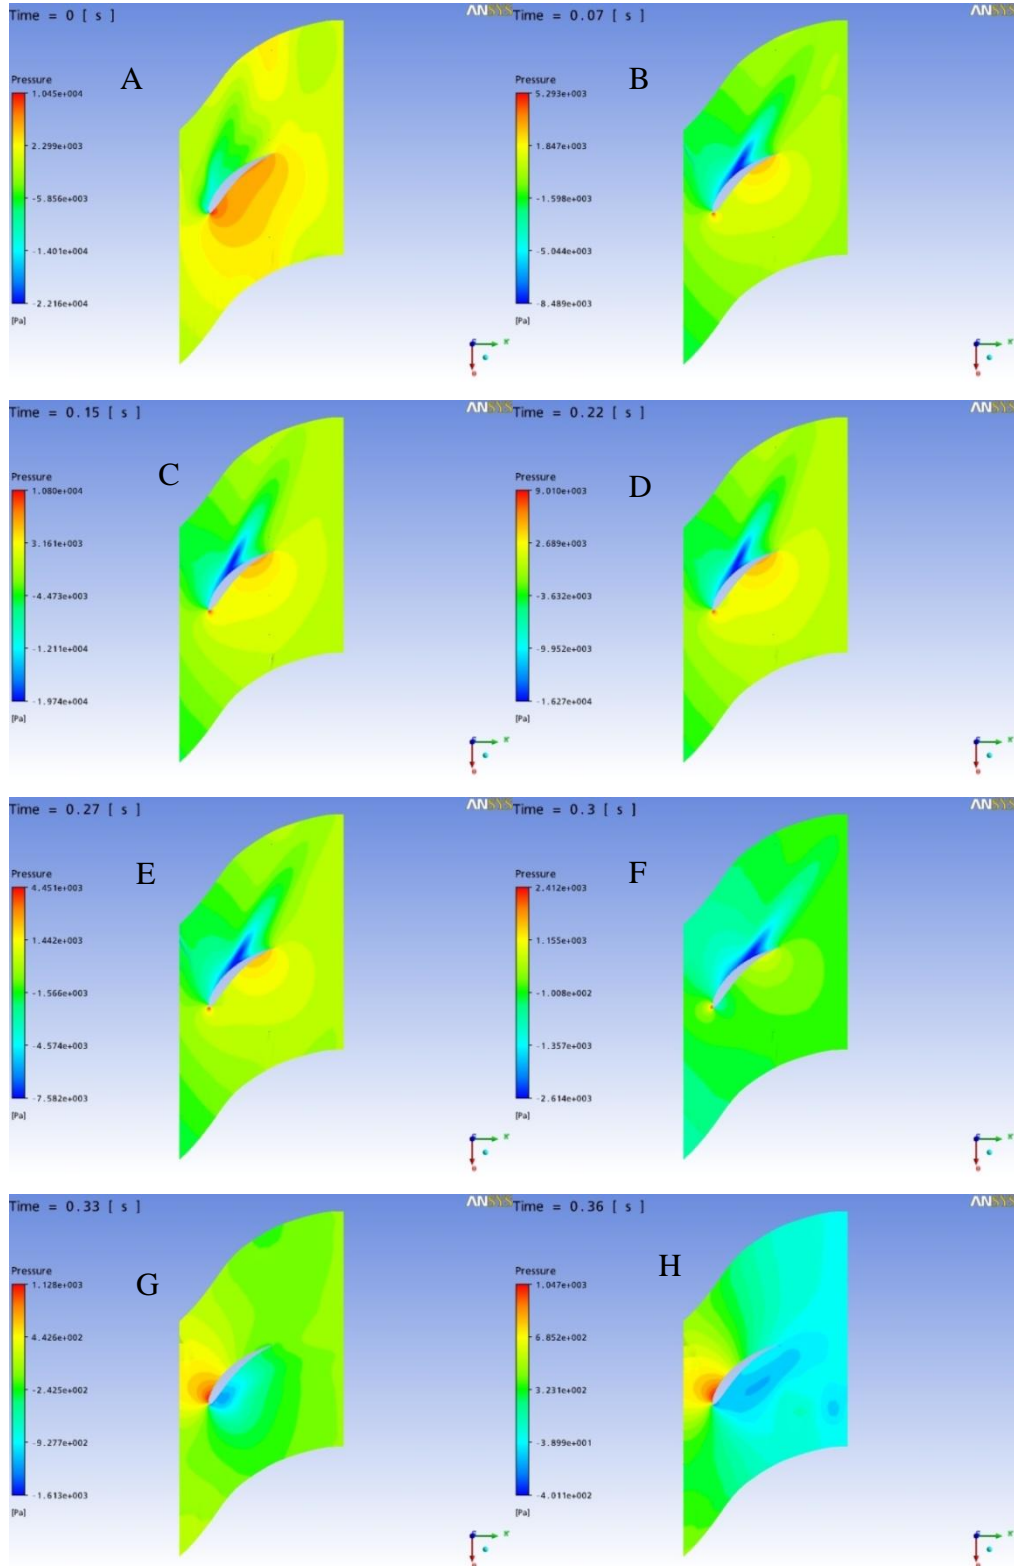 Time = 0 [ s ]
ANSYS
A
Pressure
1.045e+004
2.299e+003
-5.856e+003
-1.401e+004
-2.216e+004
[Pa]
Time = 0.07 [ s ]
ANSYS
B
Pressure
5.293e+003
1.847e+003
-1.598e+003
-5.044e+003
-8.489e+003
[Pa]
Time = 0.15 [ s ]
ANSYS
C
Pressure
1.080e+004
3.161e+003
-4.473e+003
-1.211e+004
-1.974e+004
[Pa]
Time = 0.22 [ s ]
ANSYS
D
Pressure
9.010e+003
2.689e+003
-3.632e+003
-9.952e+003
-1.627e+004
[Pa]
Time = 0.27 [ s ]
ANSYS
E
Pressure
4.451e+003
1.442e+003
-1.566e+003
-4.574e+003
-7.582e+003
[Pa]
Time = 0.3 [ s ]
ANSYS
F
Pressure
2.412e+003
1.155e+003
-1.008e+002
-1.357e+003
-2.614e+003
[Pa]
Time = 0.33 [ s ]
ANSYS
G
Pressure
1.128e+003
4.426e+002
-2.425e+002
-9.277e+002
-1.613e+003
[Pa]
Time = 0.36 [ s ]
ANSYS
H
Pressure
1.047e+003
6.852e+002
3.231e+002
-3.899e+001
-4.011e+002
[Pa]